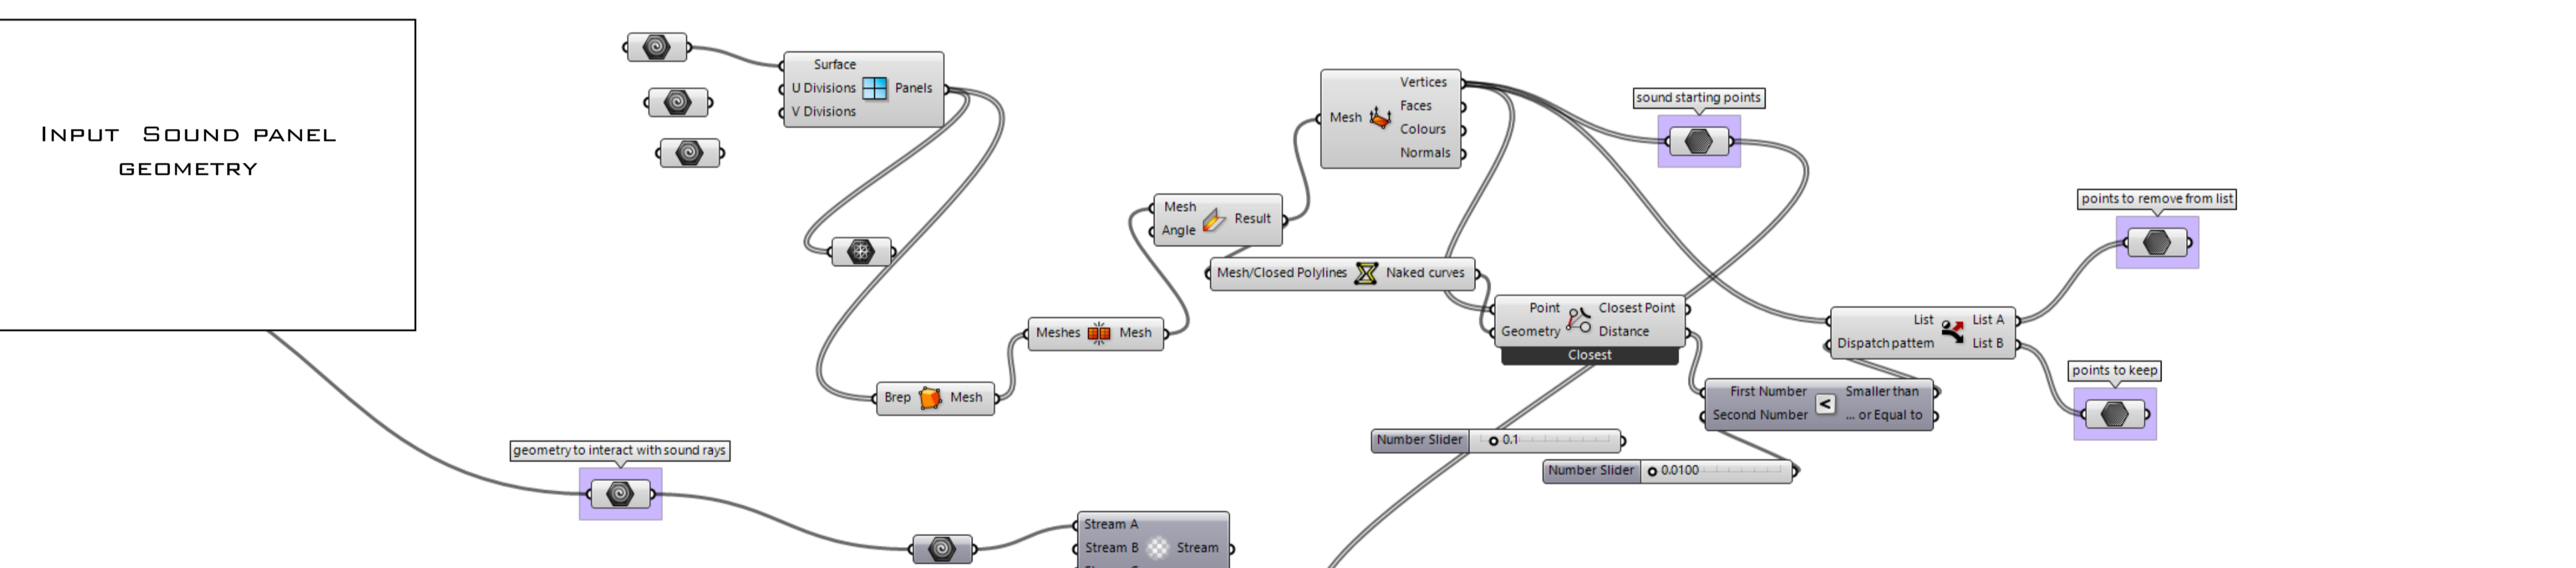 INPUT SOUND PANEL
GEOMETRY
Surface
U Divisions
V Divisions
Panels
Vertices
Faces
Colours
Normals
Mesh
sound starting points
points to remove from list
Mesh
Angle
Result
Mesh/Closed Polylines
Naked curves
Point
Geometry
Closest Point
Distance
Closest
List
Dispatch pattern
List A
List B
Meshes
Mesh
points to keep
Brep
Mesh
First Number
Second Number
Smaller than
... or Equal to
<
Number Slider
0.1
Number Slider
0.0100
geometry to interact with sound rays
Stream A
Stream B
Stream